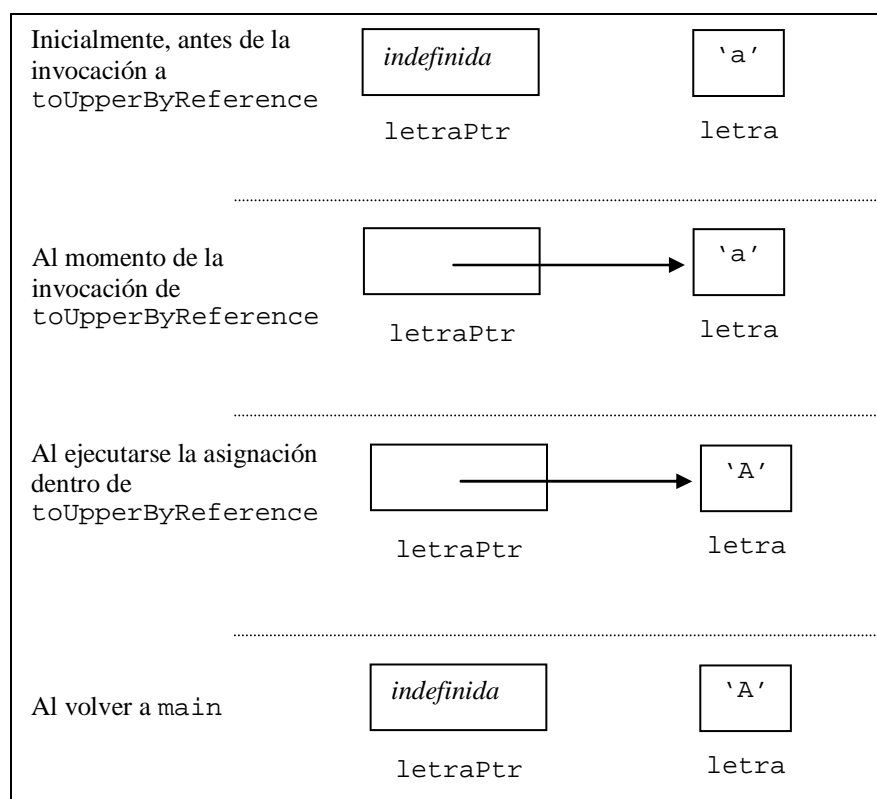 Inicialmente, antes de la
invocación a
toUpperByReference
indefinida
‘a’
letraPtr
letra
Al momento de la
invocación de
toUpperByReference
‘a’
letraPtr
letra
Al ejecutarse la asignación
dentro de
toUpperByReference
‘A’
letraPtr
letra
Al volver a main
indefinida
‘A’
letraPtr
letra